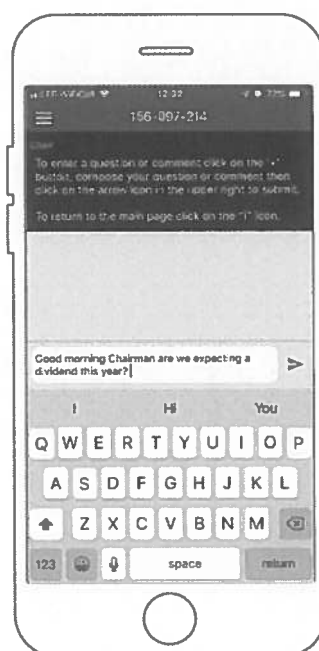 12:32
156-097-214
Chair
To enter a question or comment click on the "+"
button, compose your question or comment then
click on the arrow icon in the upper right to submit.
To return to the main page click on the "i" icon.
Good morning Chairman are we expecting a
dividend this year?
I Hi You
Q W E R T Y U I O P
A S D F G H J K L
Z X C V B N M
123 space return